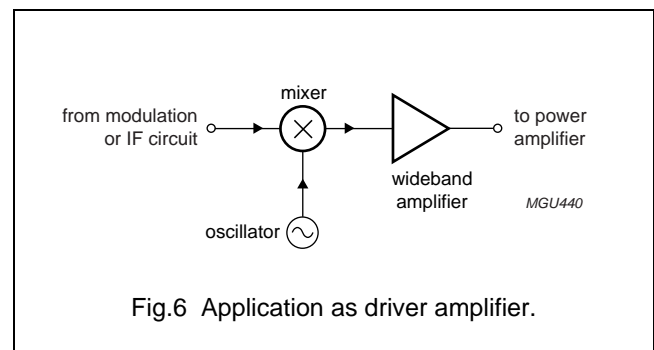 mixer
from modulation
or IF circuit
to power
amplifier
wideband
amplifier
MGU440
oscillator
Fig.6 Application as driver amplifier.